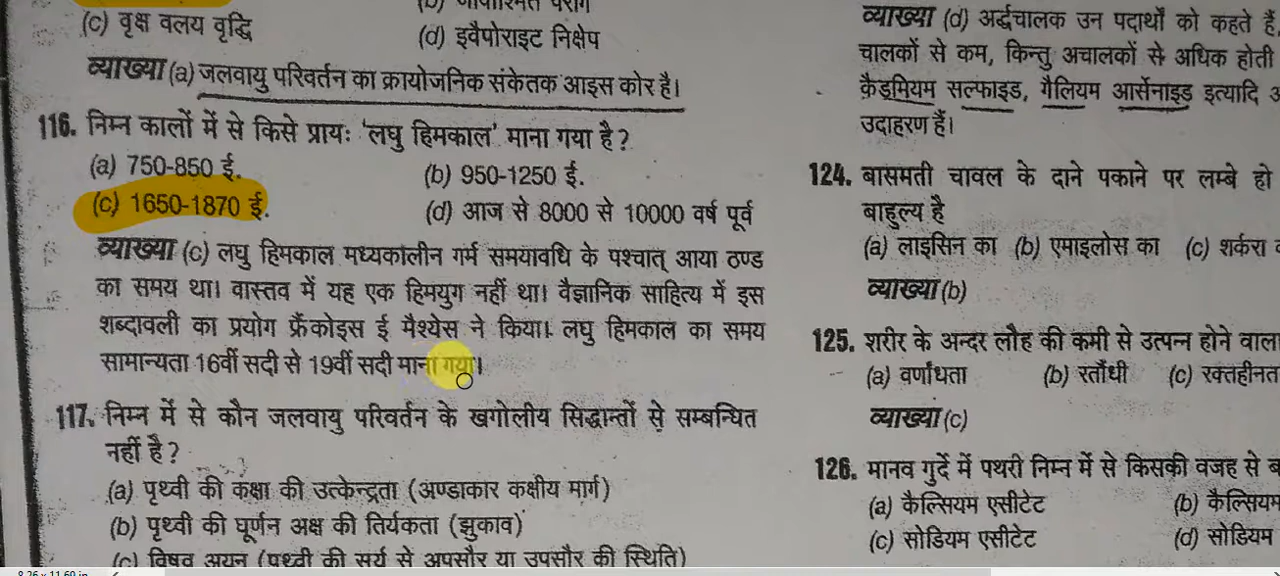 (c) वृक्ष वलय वृद्धि
(d) इवैपोराइट निक्षेप
व्याख्या (a) जलवायु परिवर्तन का क्रायोजनिक संकेतक आइस कोर है।
116. निम्न कालों में से किसे प्रायः 'लघु हिमकाल' माना गया है?
(a) 750-850 ई.
(b) 950-1250 ई.
(c) 1650-1870 ई.
(d) आज से 8000 से 10000 वर्ष पूर्व
व्याख्या (c) लघु हिमकाल मध्यकालीन गर्म समयावधि के पश्चात् आया ठण्ड
का समय था। वास्तव में यह एक हिमयुग नहीं था। वैज्ञानिक साहित्य में इस
शब्दावली का प्रयोग फ्रैंकोइस ई मैश्येस ने किया। लघु हिमकाल का समय
सामान्यता 16वीं सदी से 19वीं सदी माना गया।
117. निम्न में से कौन जलवायु परिवर्तन के खगोलीय सिद्धान्तों से सम्बन्धित
नहीं है?
(a) पृथ्वी की कक्षा की उत्केन्द्रता (अण्डाकार कक्षीय मार्ग)
(b) पृथ्वी की घूर्णन अक्ष की तिर्यकता (झुकाव)
(c) विषुव अयन (पृथ्वी की सूर्य से अपसौर या उपसौर की स्थिति)
व्याख्या (d) अर्द्धचालक उन पदार्थों को कहते हैं,
चालकों से कम, किन्तु अचालकों से अधिक होती
कैडमियम सल्फाइड, गैलियम आर्सेनाइड इत्यादि
उदाहरण हैं।
124. बासमती चावल के दाने पकाने पर लम्बे हो
बाहुल्य है
(a) लाइसिन का (b) एमाइलोस का (c) शर्करा
व्याख्या (b)
125. शरीर के अन्दर लौह की कमी से उत्पन्न होने वाला
(a) वर्णांधता (b) रतौंधी (c) रक्तहीनत
व्याख्या (c)
126. मानव गुर्दे में पथरी निम्न में से किसकी वजह से
(a) कैल्सियम एसीटेट
(b) कैल्सियम
(c) सोडियम एसीटेट
(d) सोडियम